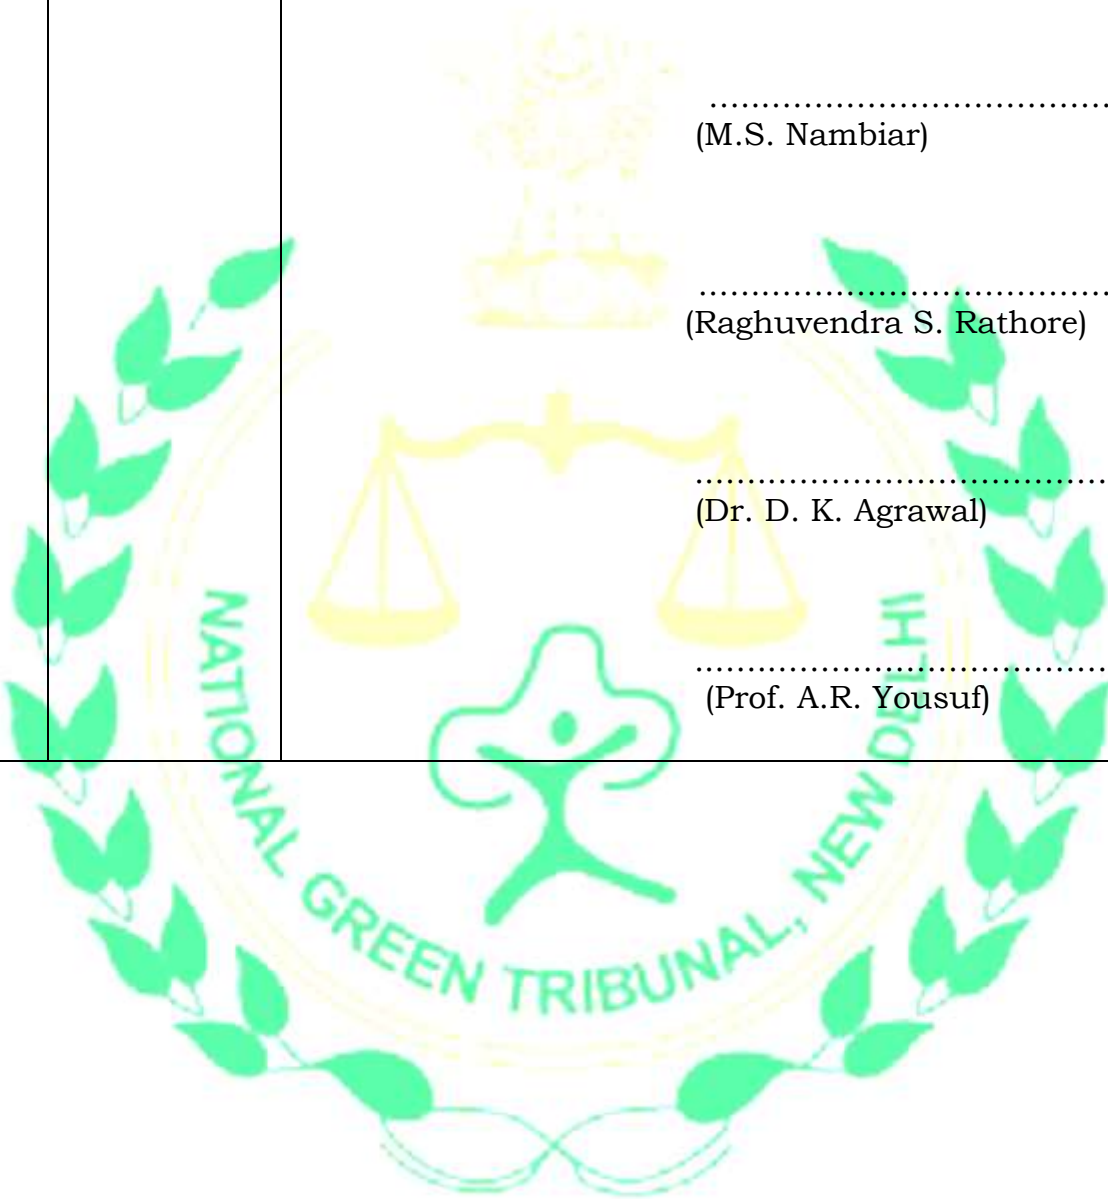 ……………………………………
(M.S. Nambiar)
……………………………………
(Raghuvendra S. Rathore)
……………………………………
(Dr. D. K. Agrawal)
……………………………………
(Prof. A.R. Yousuf)
NATIONAL GREEN TRIBUNAL, NEW DELHI